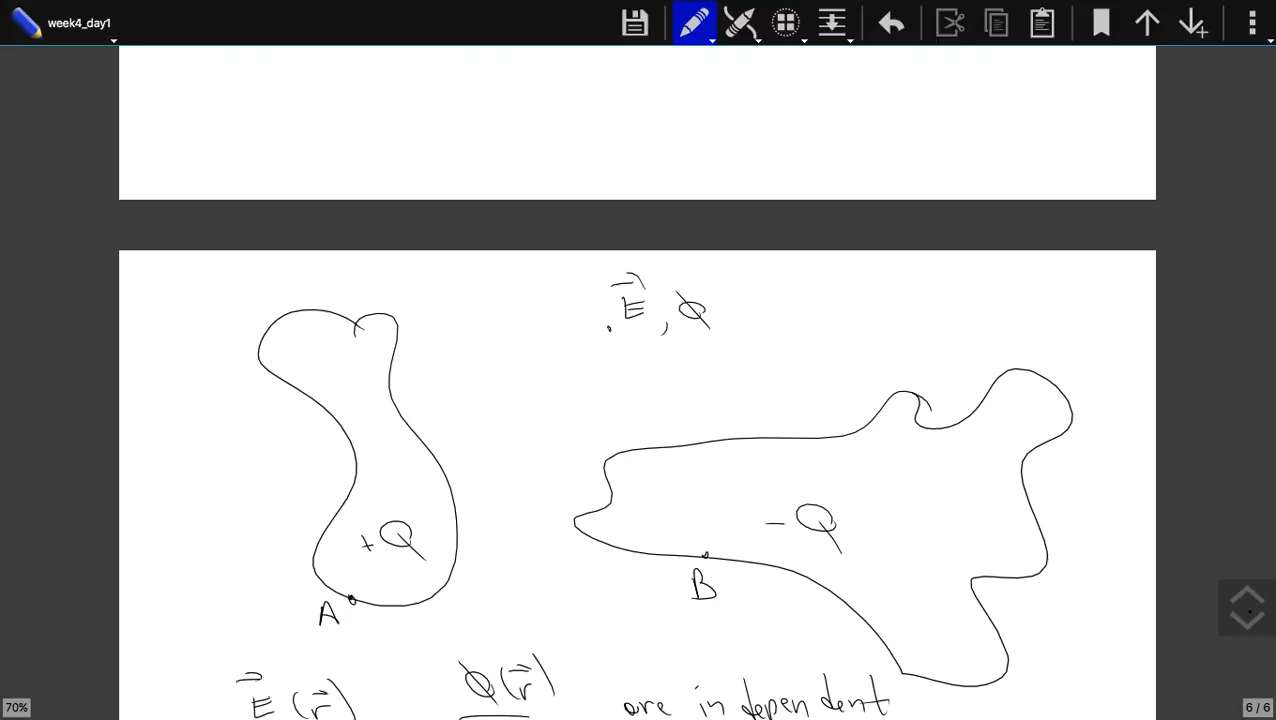 week4_day1
E⃗, ϕ
+Q
-Q
A
B
E⃗(r⃗) ϕ(r⃗) are independent
70%
6 / 6